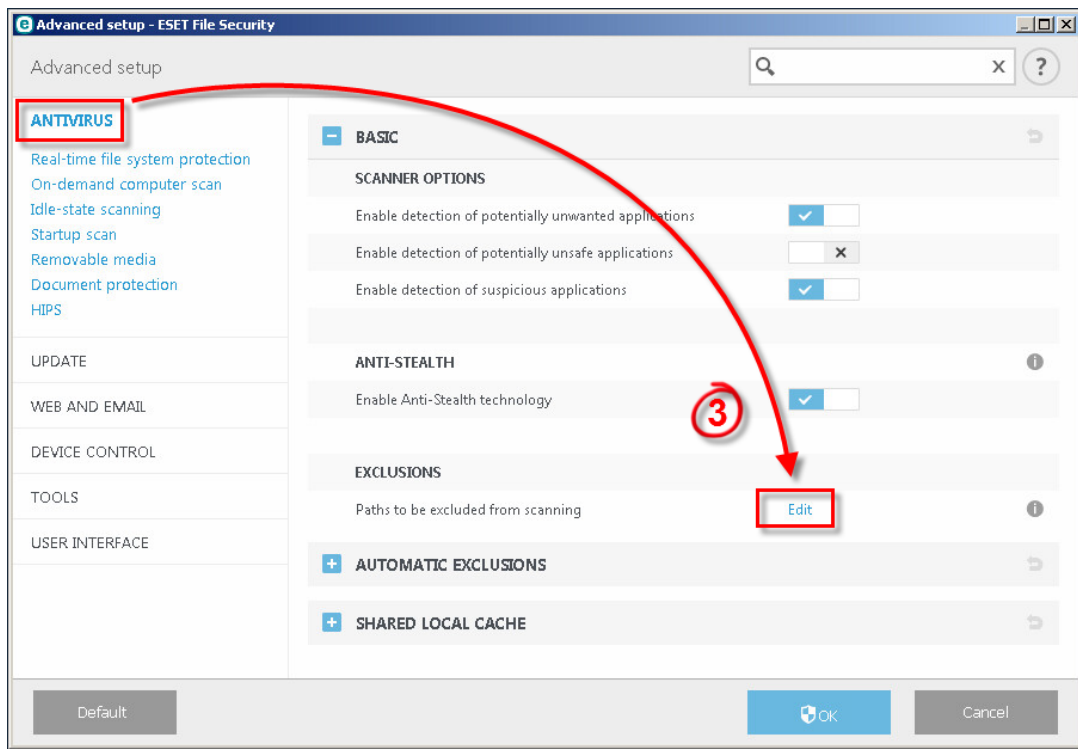 Advanced setup - ESET File Security
Advanced setup
?
ANTIVIRUS
Real-time file system protection
On-demand computer scan
Idle-state scanning
Startup scan
Removable media
Document protection
HIPS
UPDATE
WEB AND EMAIL
DEVICE CONTROL
TOOLS
USER INTERFACE
BASIC
SCANNER OPTIONS
Enable detection of potentially unwanted applications
Enable detection of potentially unsafe applications
Enable detection of suspicious applications
ANTI-STEALTH
Enable Anti-Stealth technology
3
EXCLUSIONS
Paths to be excluded from scanning Edit
AUTOMATIC EXCLUSIONS
SHARED LOCAL CACHE
Default
OK
Cancel